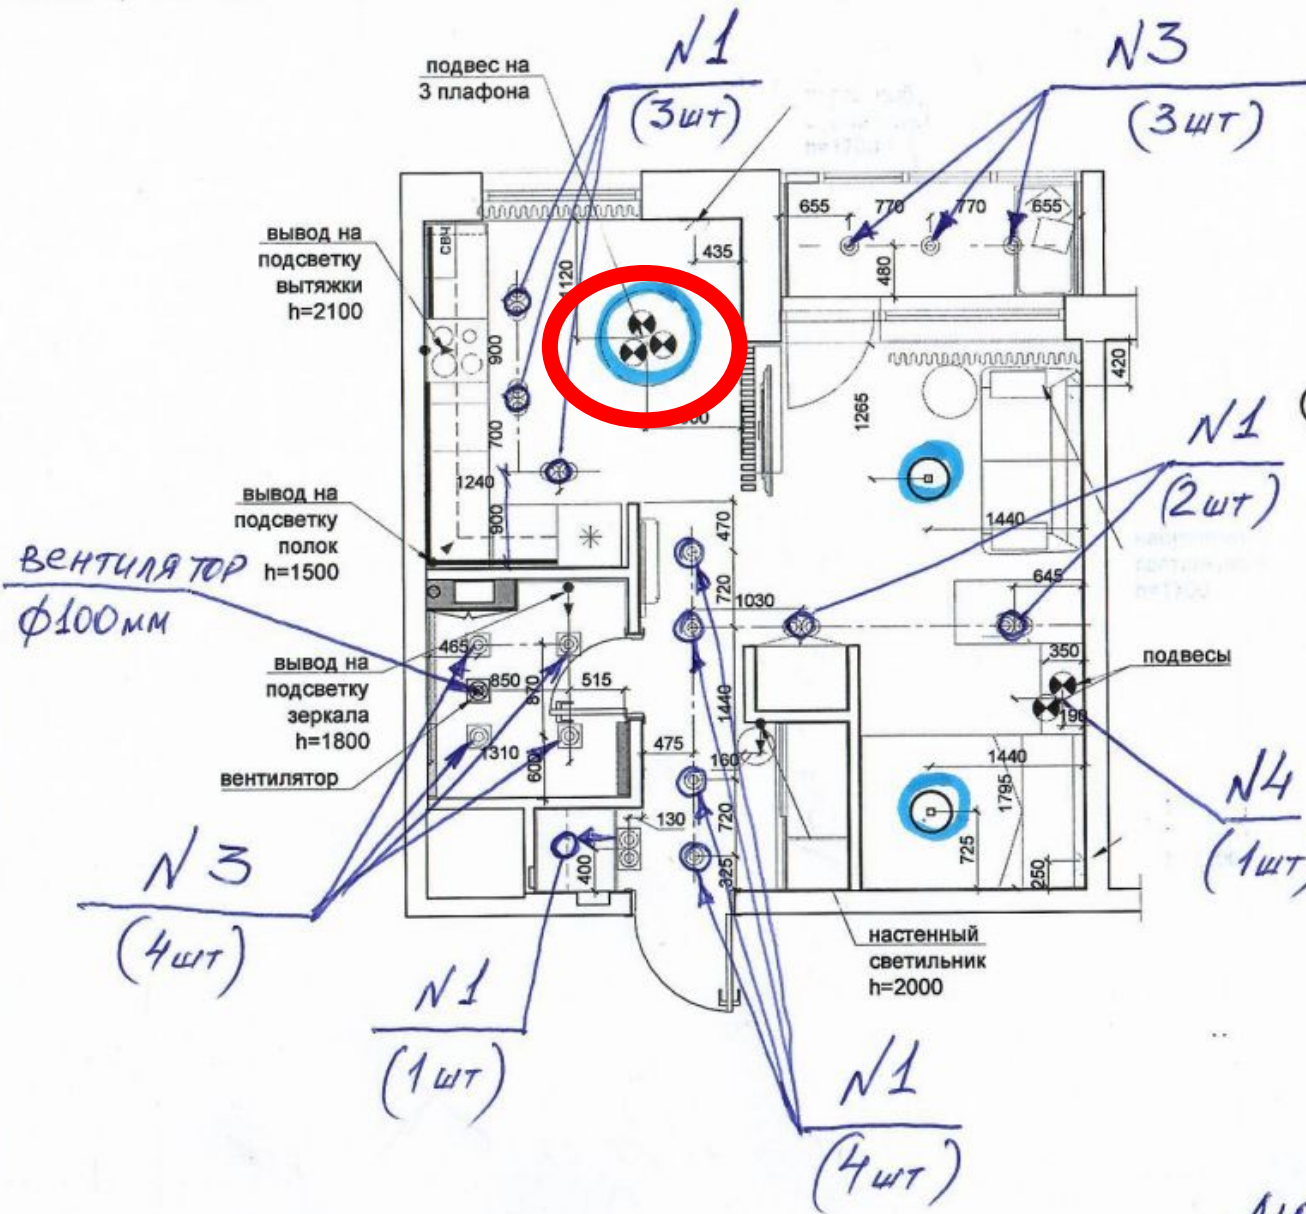 N1
(3шт)
N3
(3шт)
подвес на
3 плафона
вывод на
подсветку
вытяжки
h=2100
СВЧ
1120
435
655
770
770
655
480
420
900
700
1240
900
1265
N1
(2шт)
1440
645
470
720
1030
вывод на
подсветку
полок
h=1500
вентилятор
ф100мм
465
850
870
515
1310
600
вывод на
подсветку
зеркала
h=1800
вентилятор
1440
475
160
720
325
130
400
350
190
подвесы
1440
1795
725
250
N4
(1шт
N3
(4шт)
N1
(1шт)
настенный
светильник
h=2000
N1
(4шт)